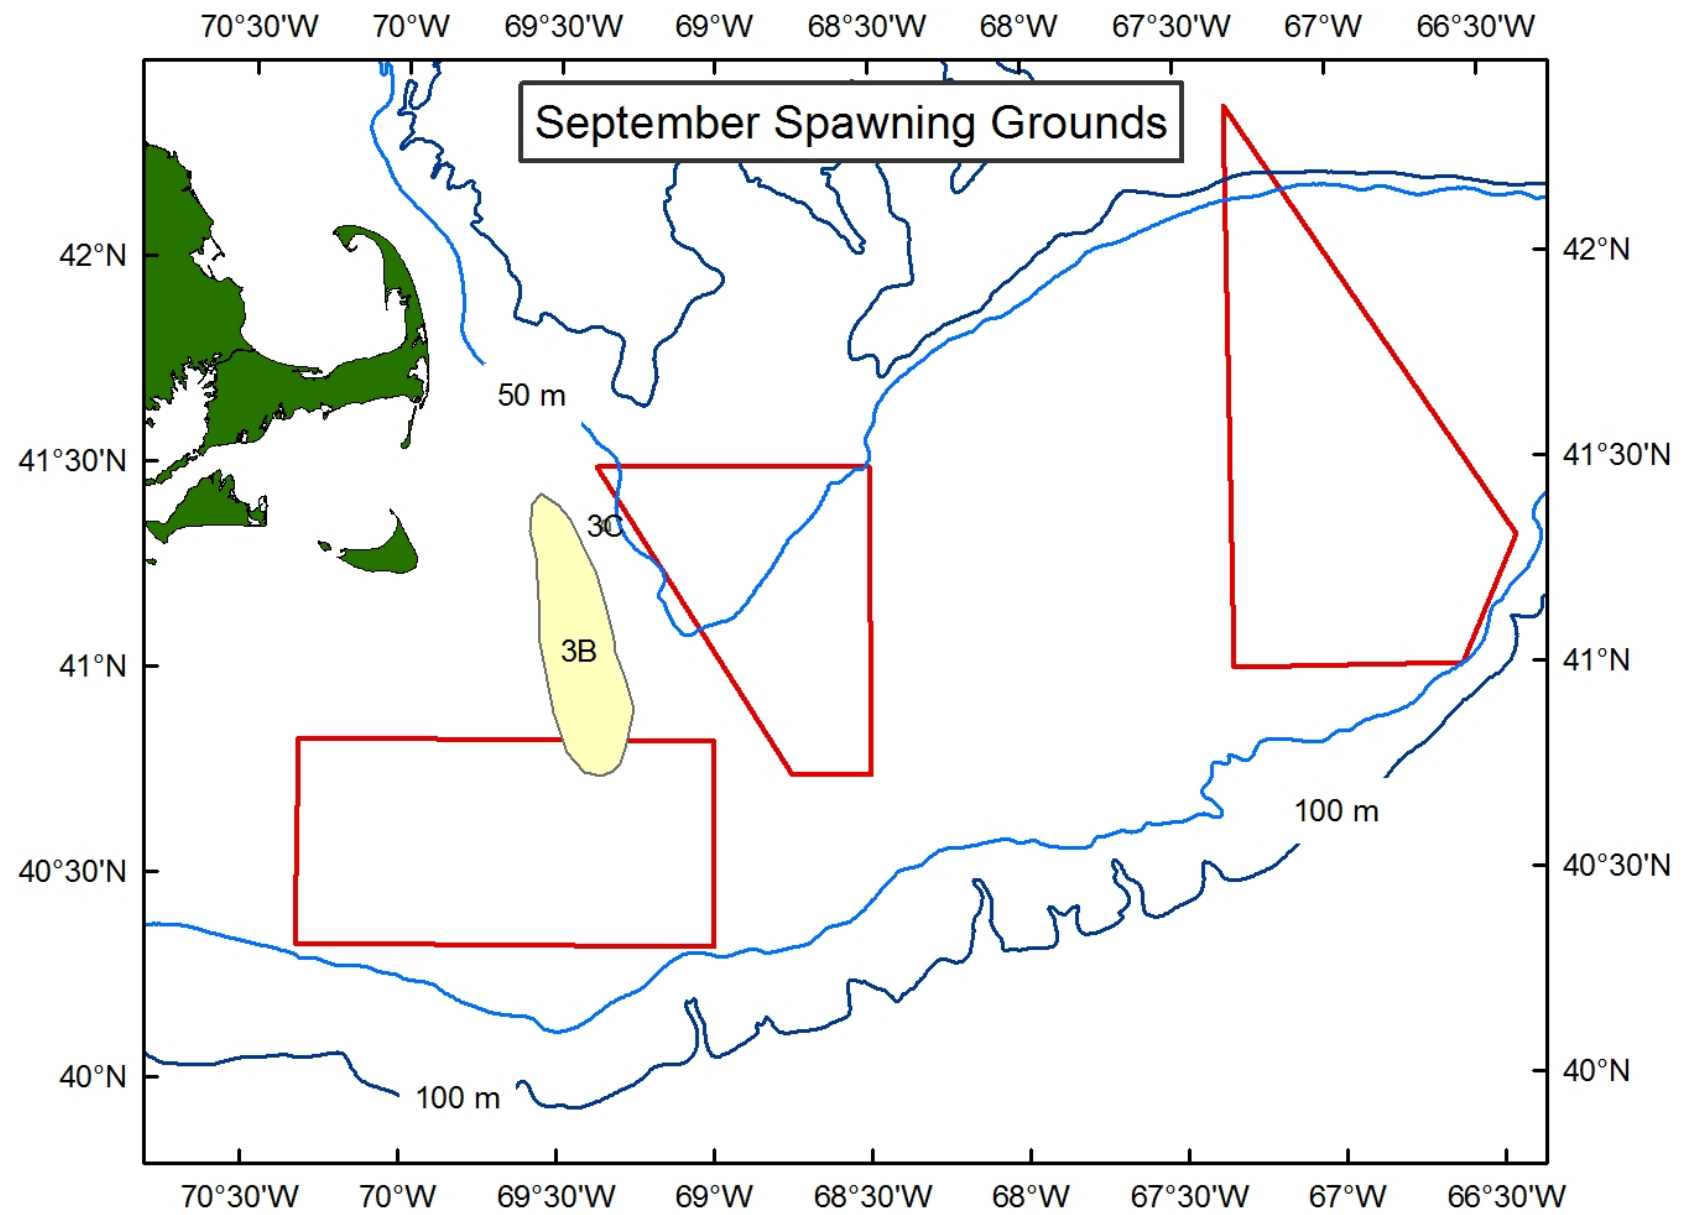 70°30'W 70°W 69°30'W 69°W 68°30'W 68°W 67°30'W 67°W 66°30'W
September Spawning Grounds
42°N 42°N
50 m
41°30'N 41°30'N
3C
3B
41°N 41°N
100 m
40°30'N 40°30'N
40°N 40°N
100 m
70°30'W 70°W 69°30'W 69°W 68°30'W 68°W 67°30'W 67°W 66°30'W